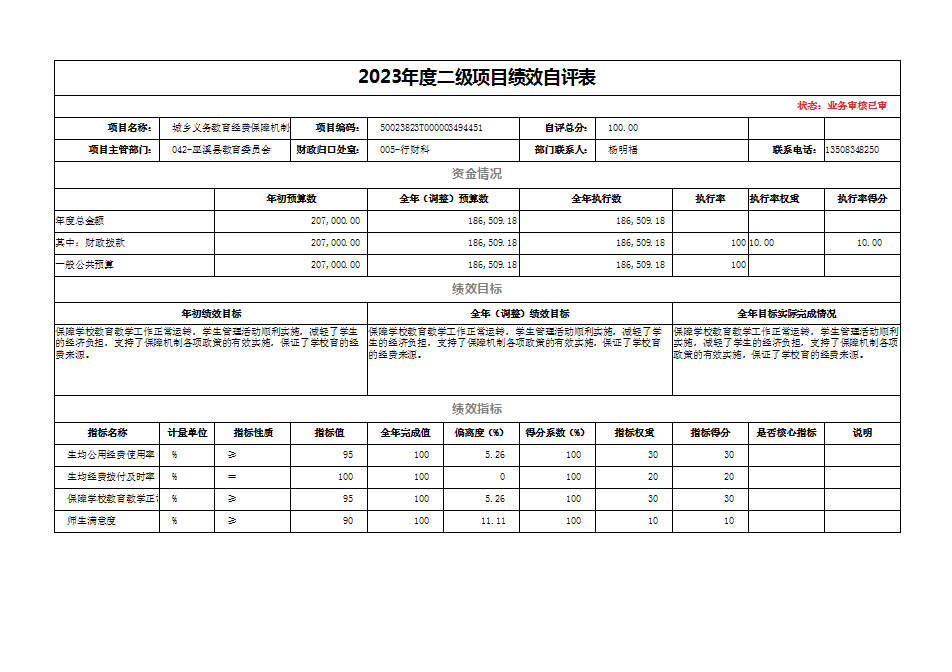 2023年度二级项目绩效自评表
状态：业务审核已审
项目名称： 城乡义务教育经费保障机制 项目编码： 50023823T000003494451 自评总分： 100.00
项目主管部门： 042-巫溪县教育委员会 财政归口处室： 005-行财科 部门联系人： 杨明福 联系电话： 13508348250
资金情况
年初预算数 全年（调整）预算数 全年执行数 执行率 执行率权重 执行率得分
年度总金额 207,000.00 186,509.18 186,509.18
其中：财政拨款 207,000.00 186,509.18 186,509.18 100 10.00 10.00
一般公共预算 207,000.00 186,509.18 186,509.18 100
绩效目标
年初绩效目标 全年（调整）绩效目标 全年目标实际完成情况
保障学校教育教学工作正常运转，学生管理活动顺利实施，减轻了学生
的经济负担，支持了保障机制各项政策的有效实施，保证了学校育的经
费来源。
保障学校教育教学工作正常运转，学生管理活动顺利实施，减轻了学
生的经济负担，支持了保障机制各项政策的有效实施，保证了学校育
的经费来源。
保障学校教育教学工作正常运转，学生管理活动顺利
实施，减轻了学生的经济负担，支持了保障机制各项
政策的有效实施，保证了学校育的经费来源。
绩效指标
指标名称 计量单位 指标性质 指标值 全年完成值 偏离度（%） 得分系数（%） 指标权重 指标得分 是否核心指标 说明
生均公用经费使用率 % ≥ 95 100 5.26 100 30 30
生均经费拨付及时率 % ＝ 100 100 0 100 20 20
保障学校教育教学正 % ≥ 95 100 5.26 100 30 30
师生满意度 % ≥ 90 100 11.11 100 10 10